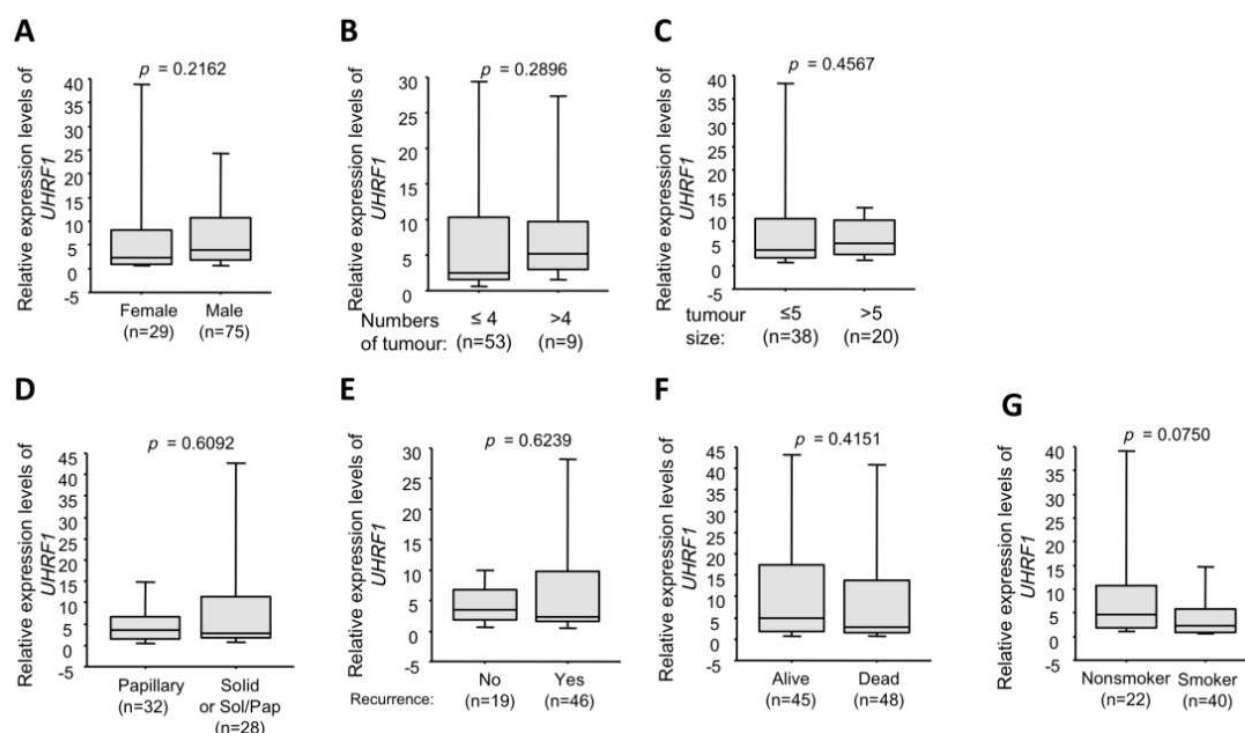 A
Relative expression levels of
UHRF1
p = 0.2162
40
35
30
25
20
15
10
5
0
-5
Female
(n=29)
Male
(n=75)
B
Relative expression levels of
UHRF1
p = 0.2896
30
25
20
15
10
5
0
Numbers
of tumour:
≤ 4
(n=53)
>4
(n=9)
C
Relative expression levels of
UHRF1
p = 0.4567
40
35
30
25
20
15
10
5
0
-5
tumour
size:
≤5
(n=38)
>5
(n=20)
D
Relative expression levels of
UHRF1
p = 0.6092
45
40
35
30
25
20
15
10
5
0
-5
Papillary
(n=32)
Solid
or Sol/Pap
(n=28)
E
Relative expression levels of
UHRF1
p = 0.6239
30
25
20
15
10
5
0
-5
Recurrence:
No
(n=19)
Yes
(n=46)
F
Relative expression levels of
UHRF1
p = 0.4151
45
40
35
30
25
20
15
10
5
0
-5
Alive
(n=45)
Dead
(n=48)
G
Relative expression levels of
UHRF1
p = 0.0750
40
35
30
25
20
15
10
5
0
-5
Nonsmoker
(n=22)
Smoker
(n=40)